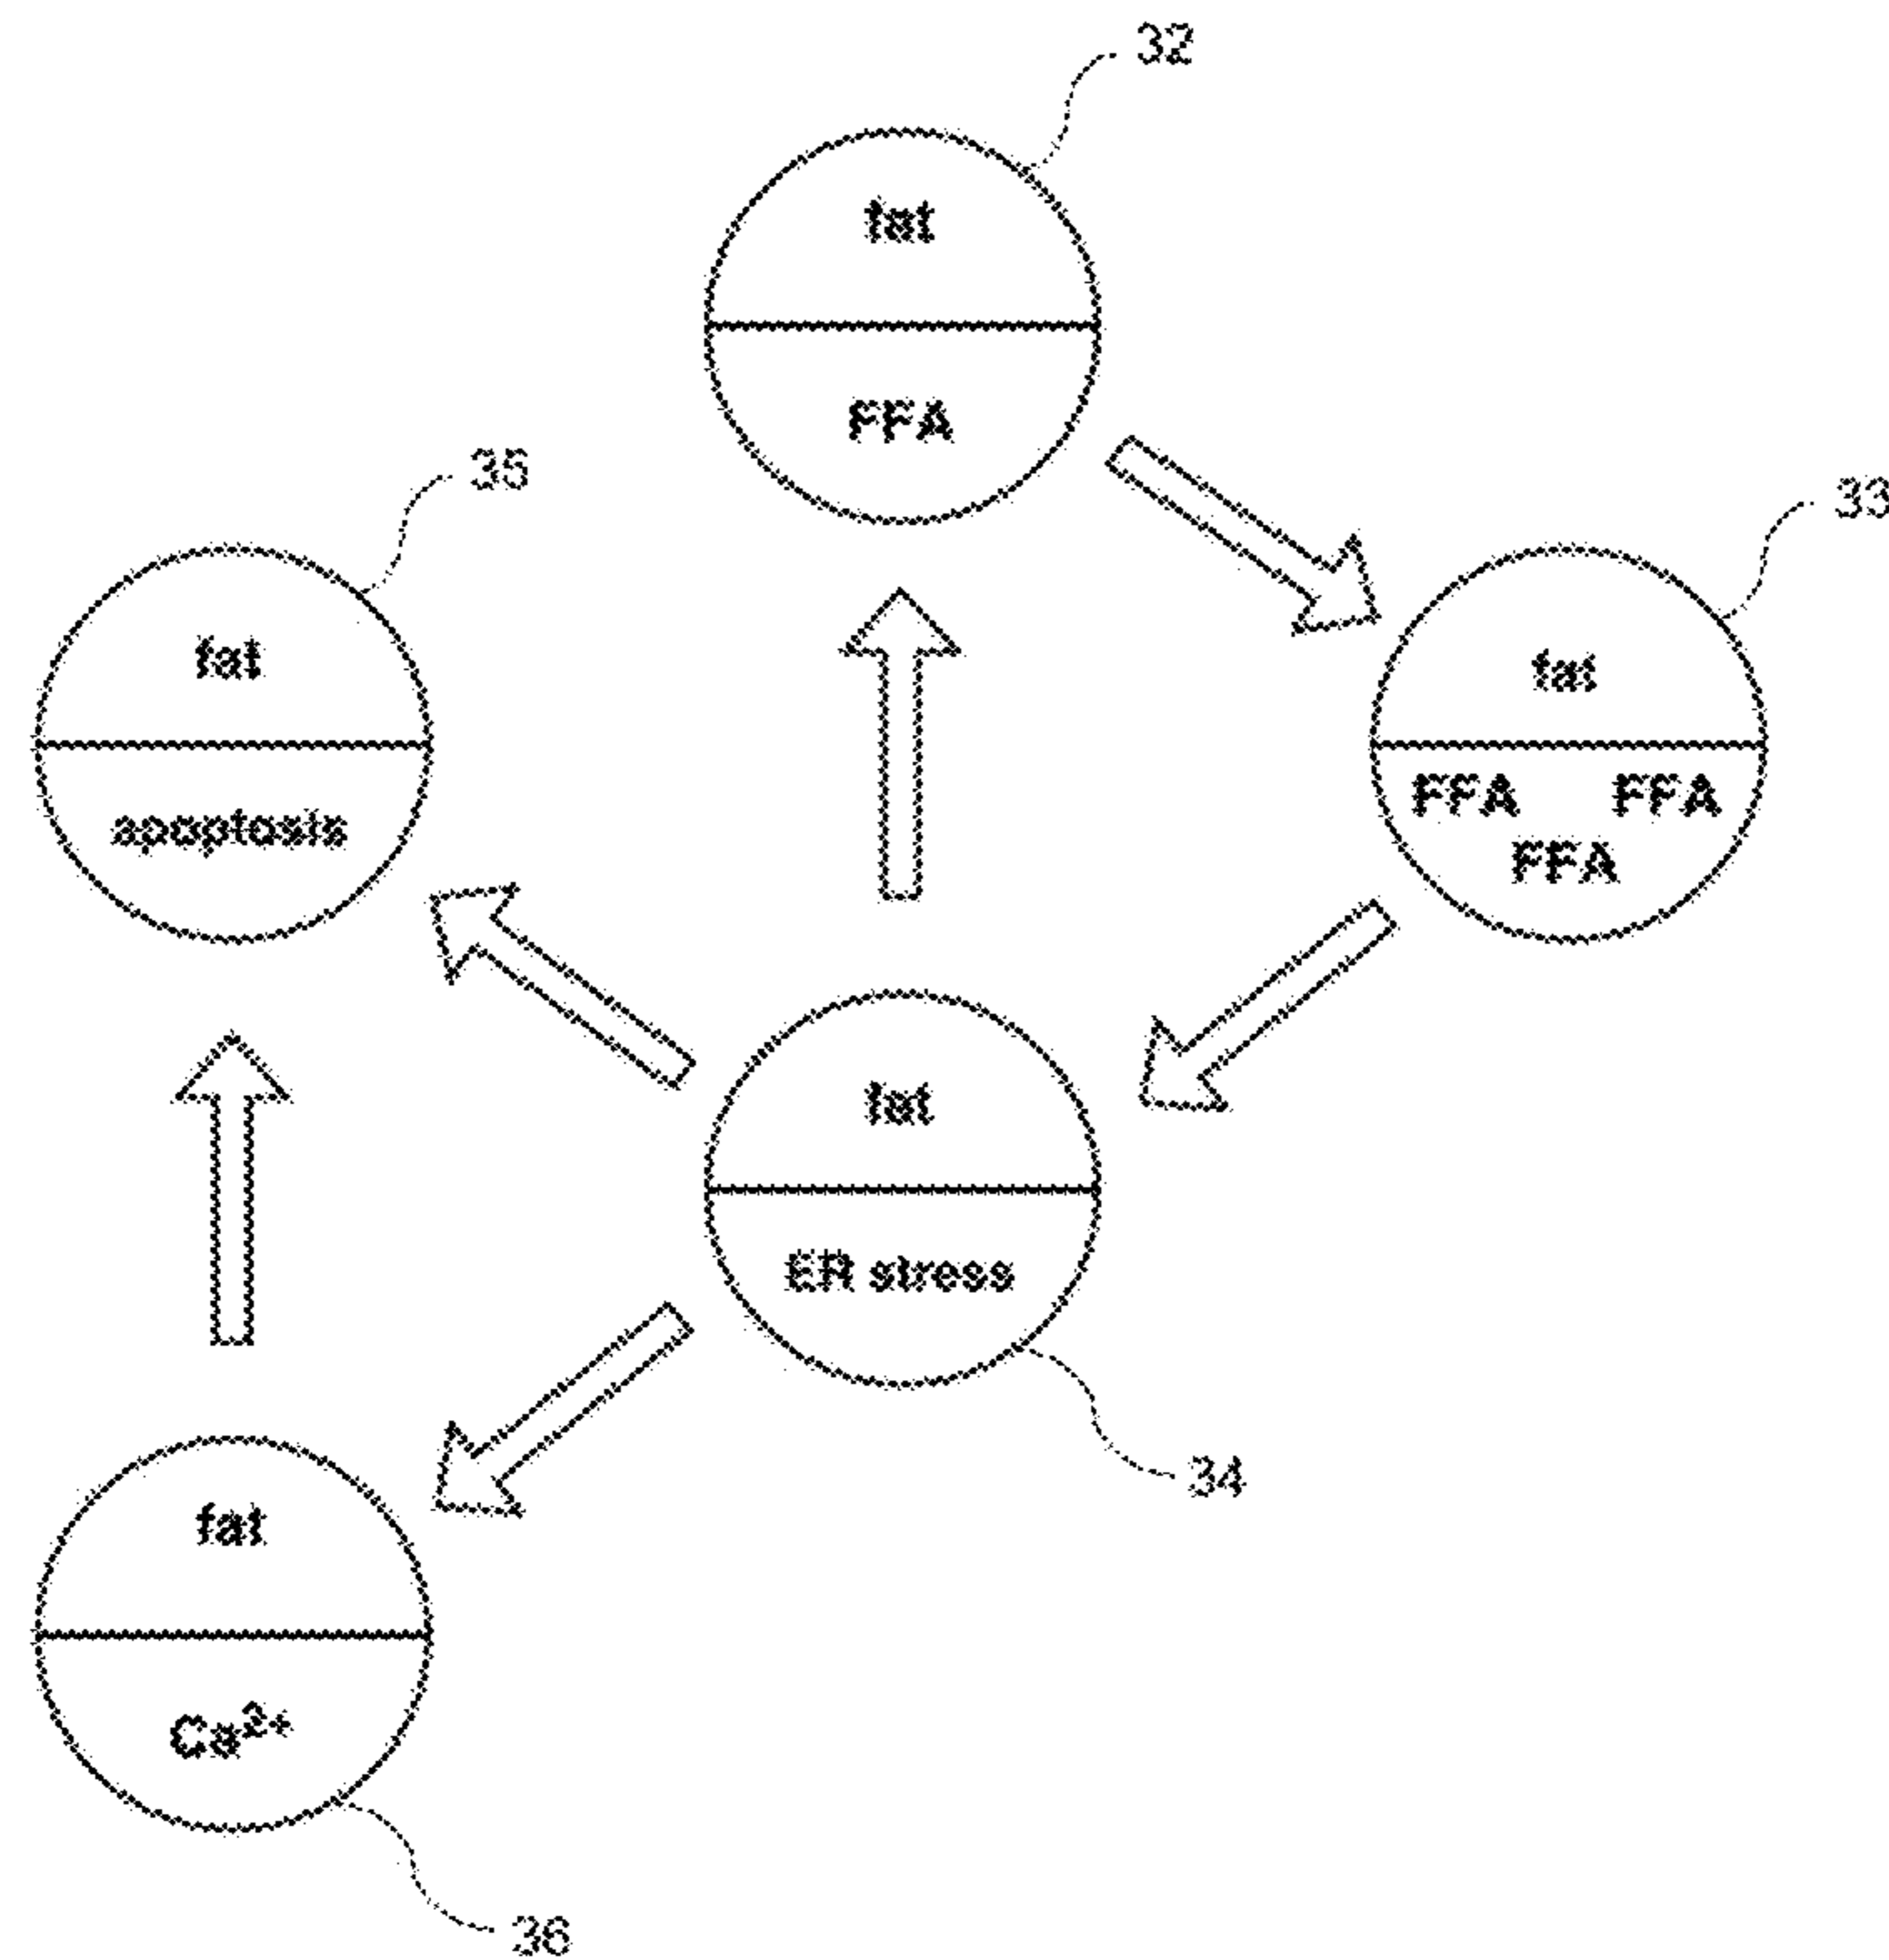 32
fat
FFA
35
33
fat
fat
apoptosis
FFA FFA
FFA
fat
ER stress
34
fat
Ca2+
36